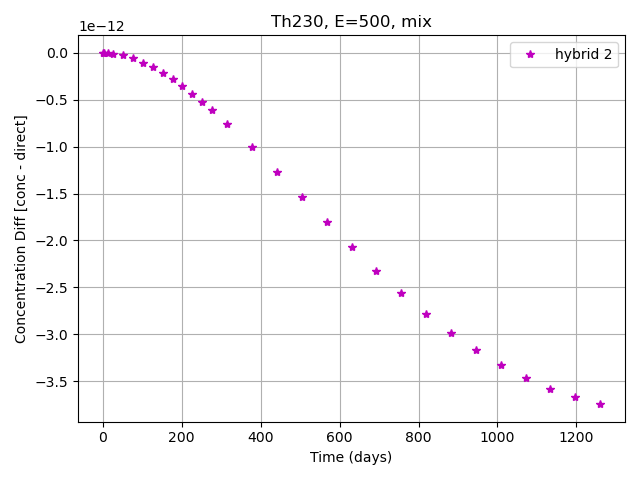 Th230, E=500, mix
1e−12
hybrid 2
0.0
−0.5
−1.0
−1.5
−2.0
−2.5
−3.0
−3.5
Concentration Diff [conc - direct]
0 200 400 600 800 1000 1200
Time (days)